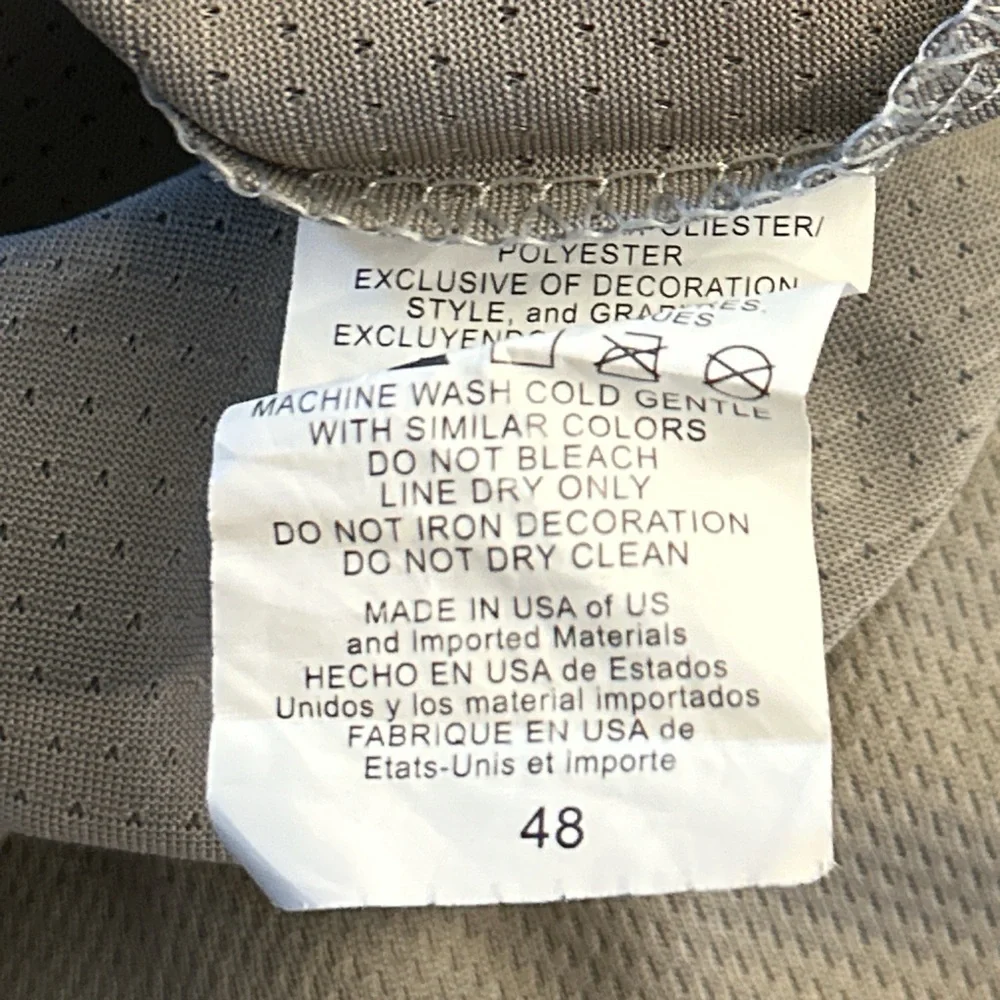 POLYESTER
EXCLUSIVE OF DECORATION
STYLE, and
MACHINE WASH COLD GENTLE
WITH SIMILAR COLORS
DO NOT BLEACH
LINE DRY ONLY
DO NOT IRON DECORATION
DO NOT DRY CLEAN
MADE IN USA of US
and Imported Materials
HECHO EN USA de Estados
Unidos y los material importados
FABRIQUE EN USA de
Etats-Unis et importe
48